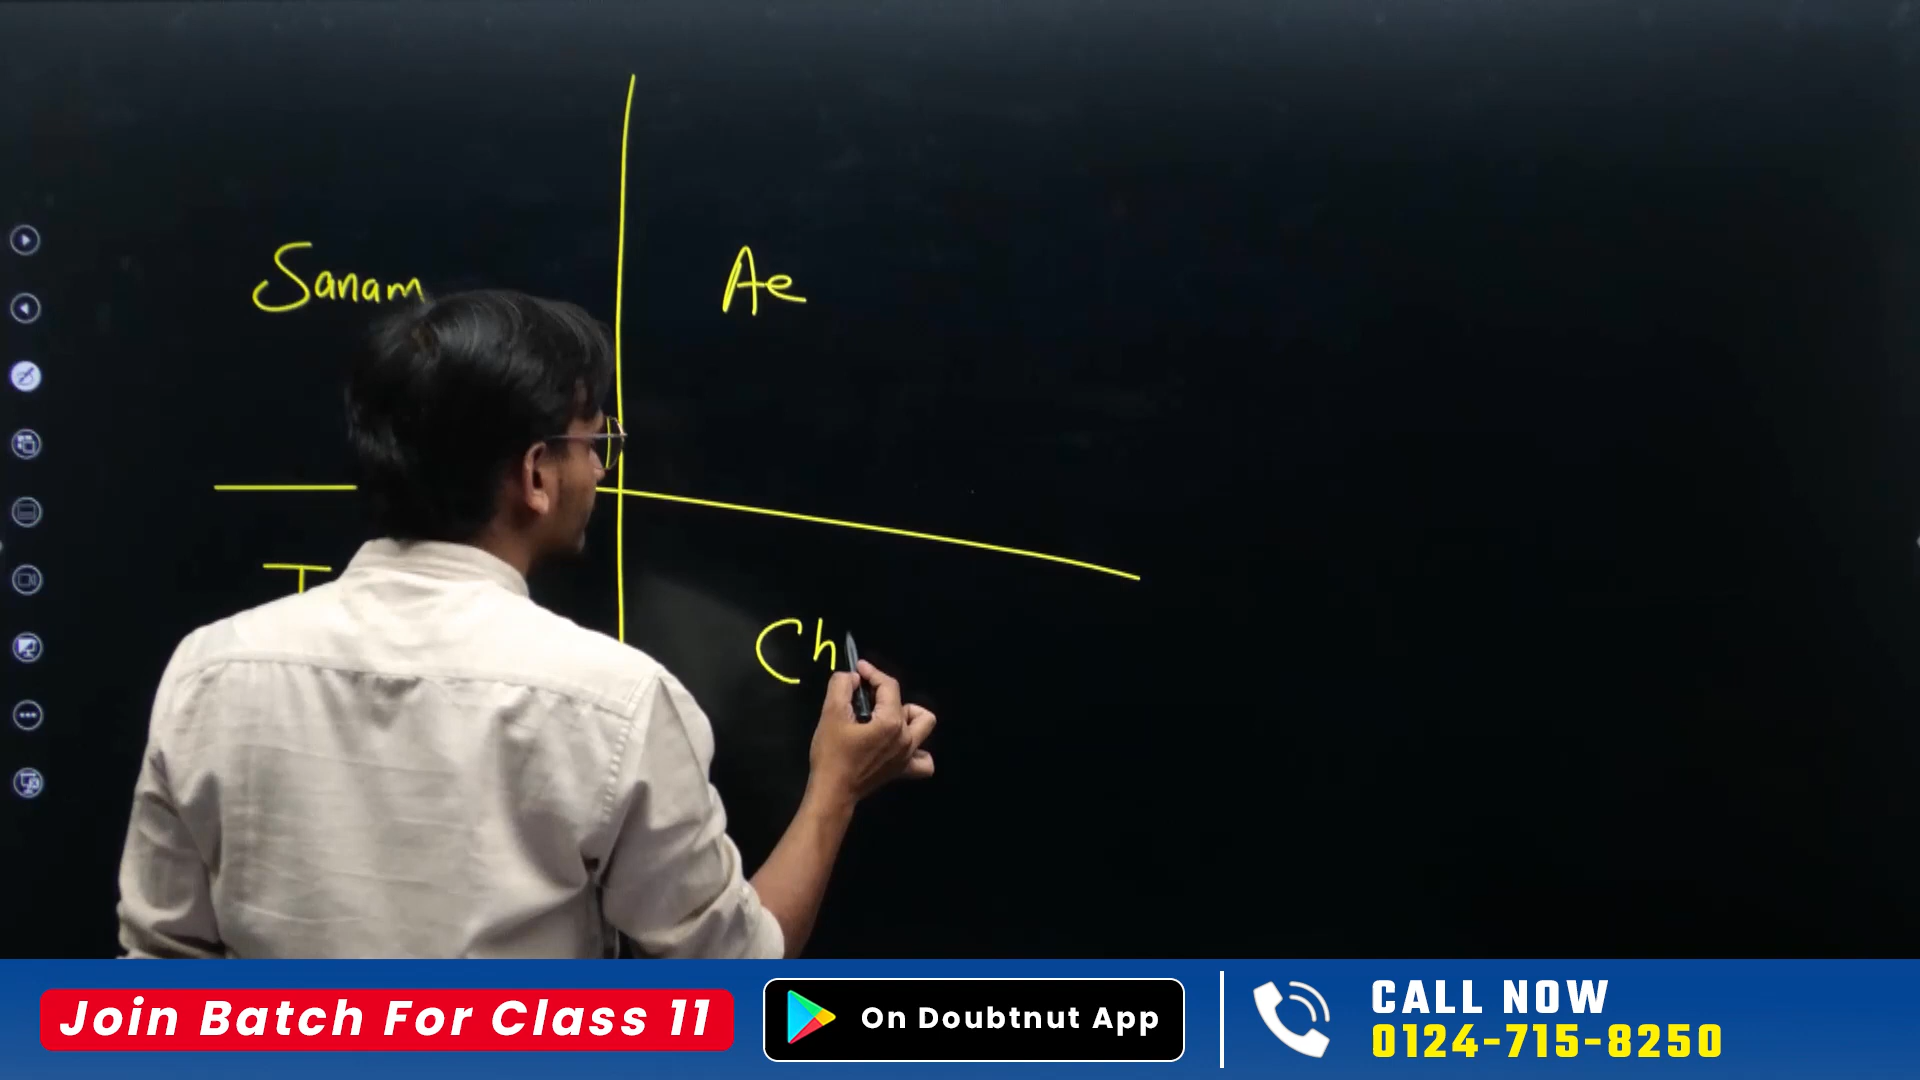 Sanam
Ae
T
Ch
Join Batch For Class 11
On Doubtnut App
CALL NOW
0124-715-8250